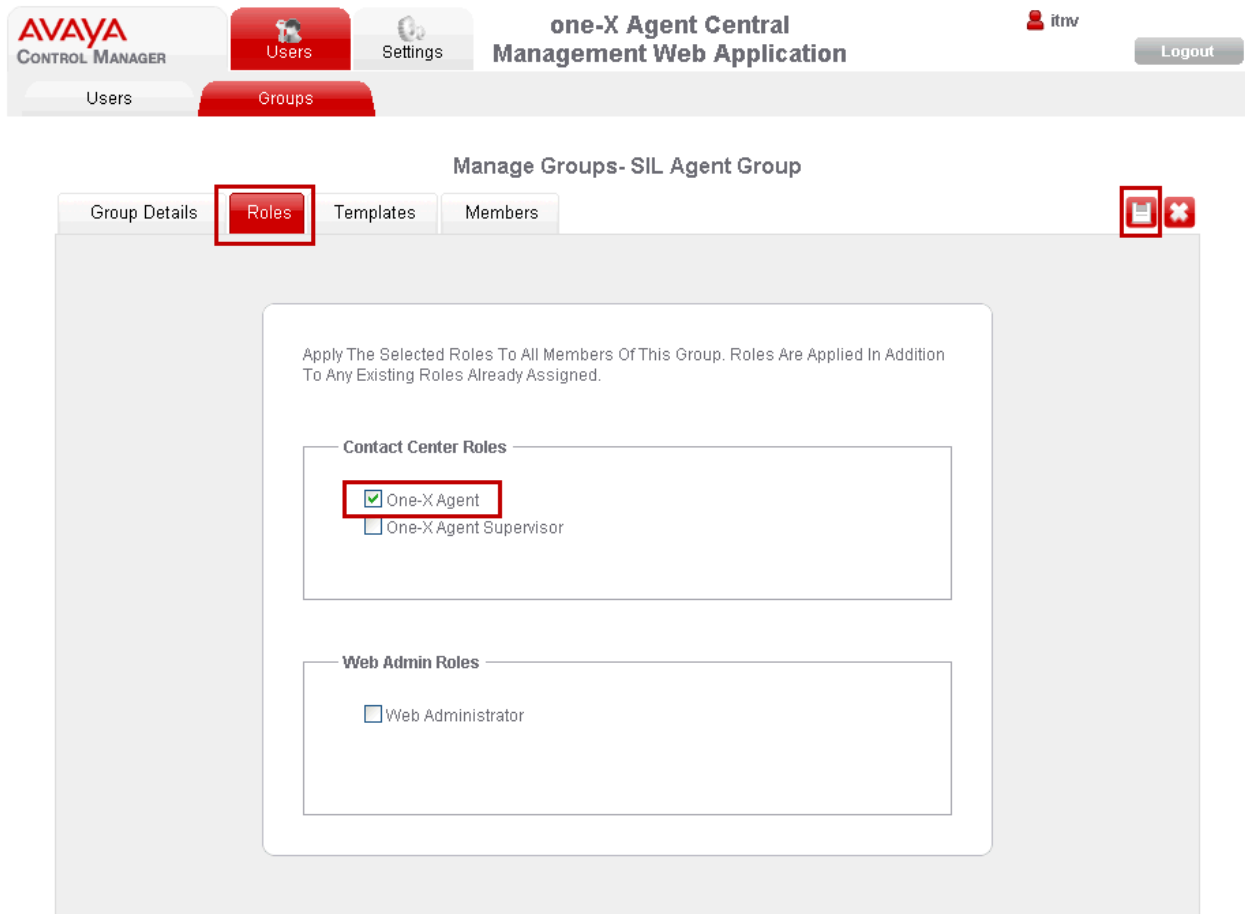 AVAYA
CONTROL MANAGER
Users
Settings
one-X Agent Central
Management Web Application
itnv
Logout
Users
Groups
Manage Groups- SIL Agent Group
Group Details
Roles
Templates
Members
Apply The Selected Roles To All Members Of This Group. Roles Are Applied In Addition
To Any Existing Roles Already Assigned.
Contact Center Roles
One-X Agent
One-X Agent Supervisor
Web Admin Roles
Web Administrator